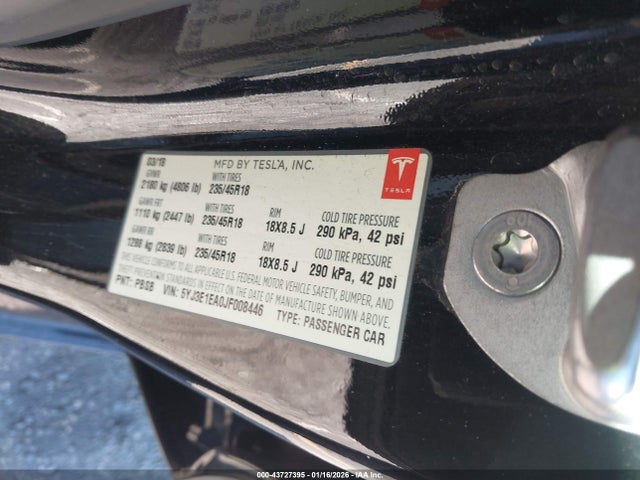 03/18 MFD BY TESLA, INC.
GVWR WITH TIRES
2180 kg (4806 lb) 235/45R18
GAWR FRT WITH TIRES RIM COLD TIRE PRESSURE
1110 kg (2447 lb) 235/45R18 18X8.5 J 290 kPa, 42 psi
GAWR RR WITH TIRES RIM COLD TIRE PRESSURE
1288 kg (2839 lb) 235/45R18 18X8.5 J 290 kPa, 42 psi
THIS VEHICLE CONFORMS TO ALL APPLICABLE U.S. FEDERAL MOTOR VEHICLE SAFETY, BUMPER, AND
THEFT PREVENTION STANDARDS IN EFFECT ON THE DATE OF MANUFACTURE SHOWN ABOVE.
PNT: PBSB VIN: 5YJ3E1EA0JF008446 TYPE: PASSENGER CAR
TESLA
000-43727395 | 01/16/2026 | IAA Inc.